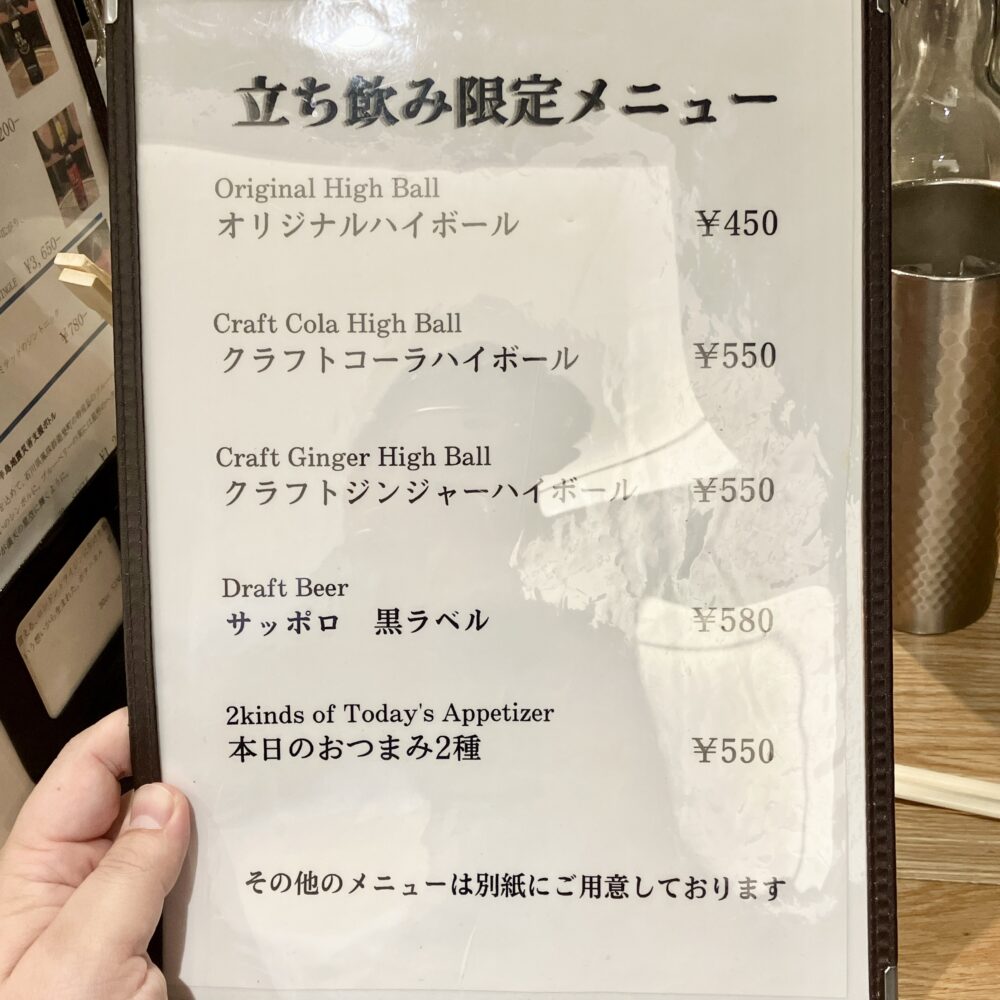 立ち飲み限定メニュー
Original High Ball
オリジナルハイボール ￥450
Craft Cola High Ball
クラフトコーラハイボール ￥550
Craft Ginger High Ball
クラフトジンジャーハイボール ￥550
Draft Beer
サッポロ　黒ラベル ￥580
2kinds of Today's Appetizer
本日のおつまみ2種 ￥550
その他のメニューは別紙にご用意しております
200-
¥3,650-
¥780-